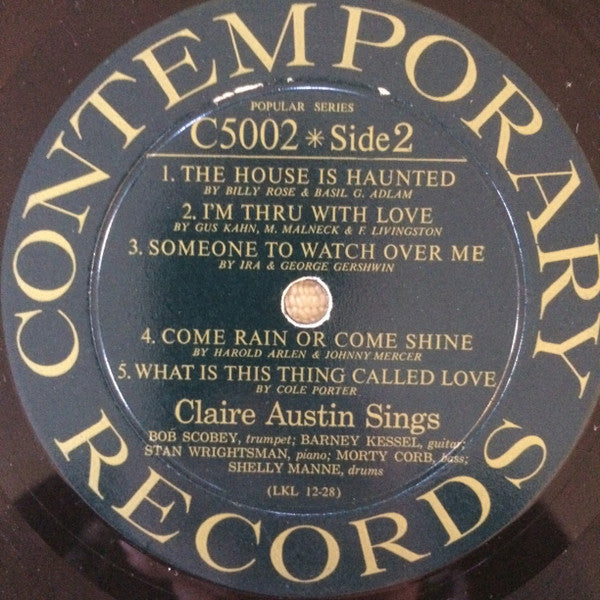 CONTEMPORARY
POPULAR SERIES
C5002 * Side 2
1. THE HOUSE IS HAUNTED
BY BILLY ROSE & BASIL G. ADLAM
2. I'M THRU WITH LOVE
BY GUS KAHN, M. MALNECK & F. LIVINGSTON
3. SOMEONE TO WATCH OVER ME
BY IRA & GEORGE GERSHWIN
4. COME RAIN OR COME SHINE
BY HAROLD ARLEN & JOHNNY MERCER
5. WHAT IS THIS THING CALLED LOVE
BY COLE PORTER
Claire Austin Sings
BOB SCOBEY, trumpet; BARNEY KESSEL, guitar;
STAN WRIGHTSMAN, piano; MORTY CORB, bass;
SHELLY MANNE, drums
(LKL 12-28)
RECORDS